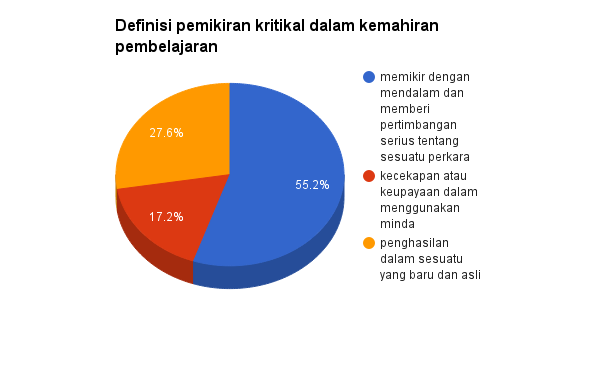 Definisi pemikiran kritikal dalam kemahiran
pembelajaran
27.6%
55.2%
17.2%
memikir dengan
mendalam dan
memberi
pertimbangan
serius tentang
sesuatu perkara
kecekapan atau
keupayaan dalam
menggunakan
minda
penghasilan
dalam sesuatu
yang baru dan asli